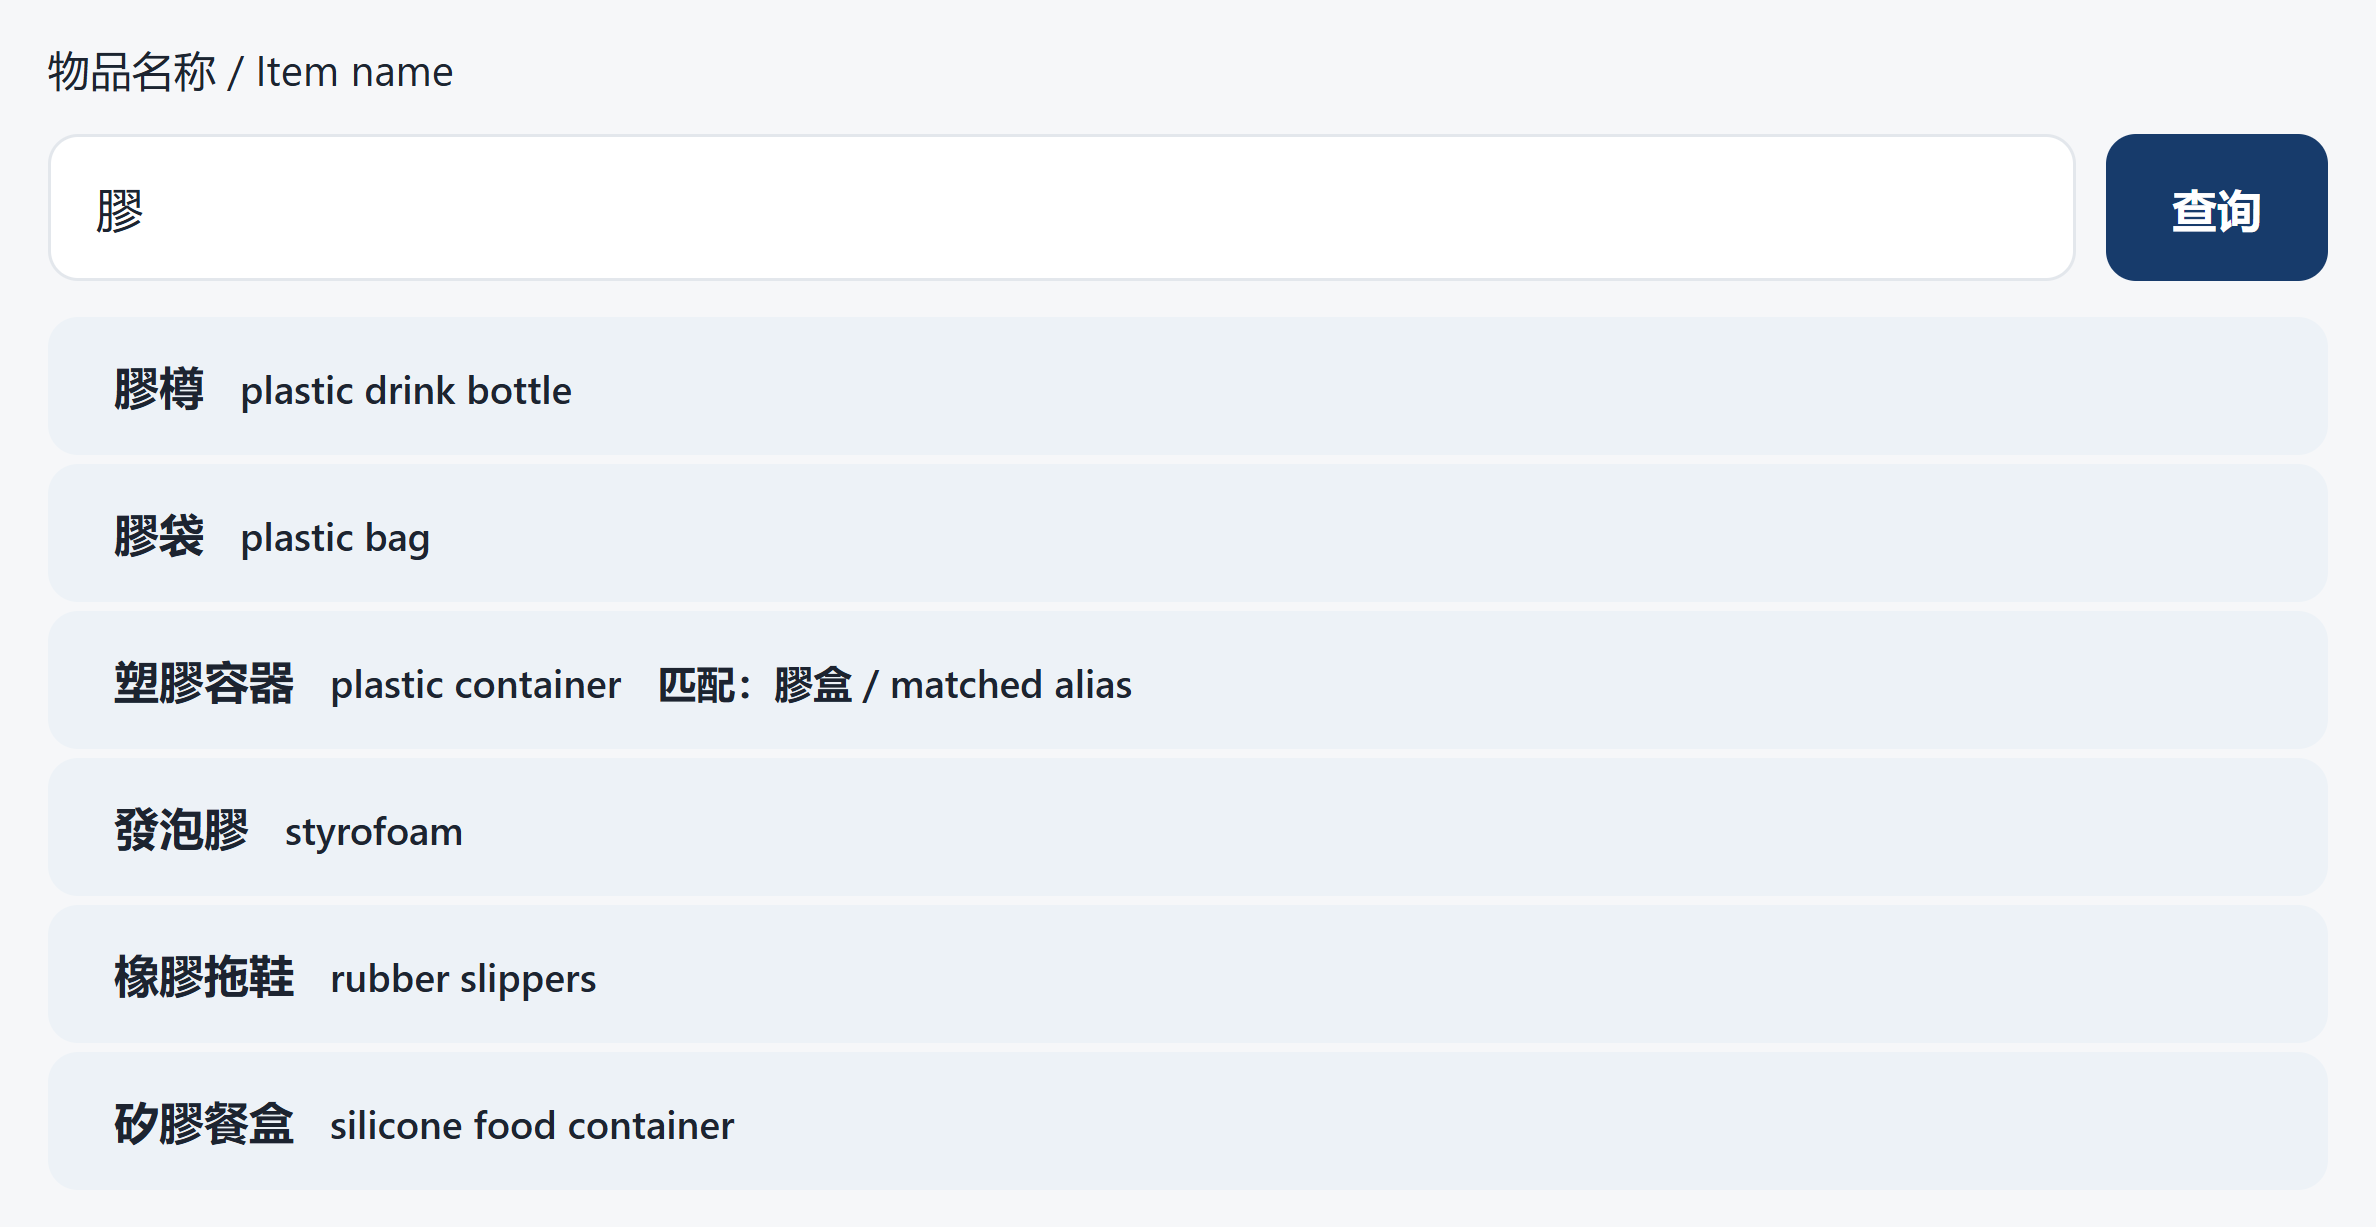 物品名称 / Item name
膠
查询
膠樽 plastic drink bottle
膠袋 plastic bag
塑膠容器 plastic container 匹配：膠盒 / matched alias
發泡膠 styrofoam
橡膠拖鞋 rubber slippers
矽膠餐盒 silicone food container